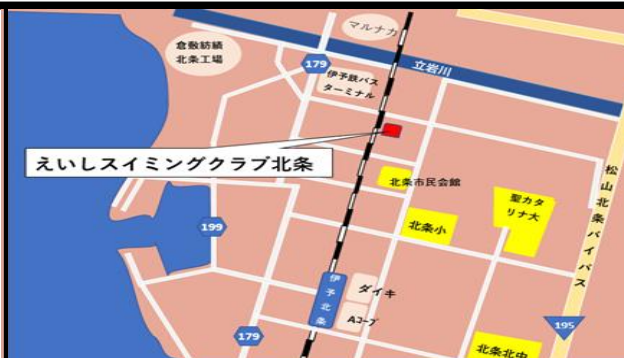 マルナカ
倉敷紡績
北条工場
179
伊予鉄バス
ターミナル
立岩川
えいしスイミングクラブ北条
北条市民会館
松山北条バイパス
聖カタ
リナ大
北条小
199
伊予北条
ダイキ
Aコープ
179
195
北条北中